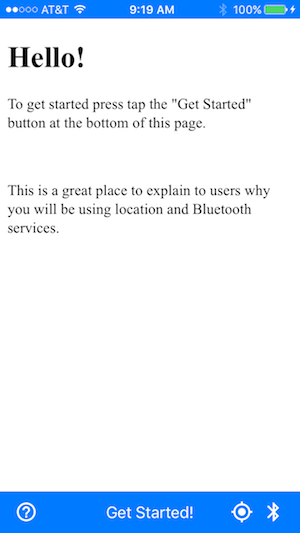 AT&T 9:19 AM 100%
Hello!
To get started press tap the "Get Started"
button at the bottom of this page.
This is a great place to explain to users why
you will be using location and Bluetooth
services.
Get Started!